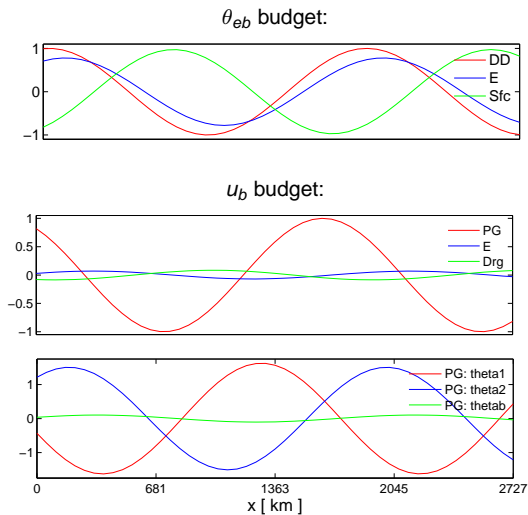 θeb budget:
1
0
−1
DD
E
Sfc
ub budget:
1
0.5
0
−0.5
−1
PG
E
Drg
1
0
−1
PG: theta1
PG: theta2
PG: thetab
0 681 1363 2045 2727
x [ km ]